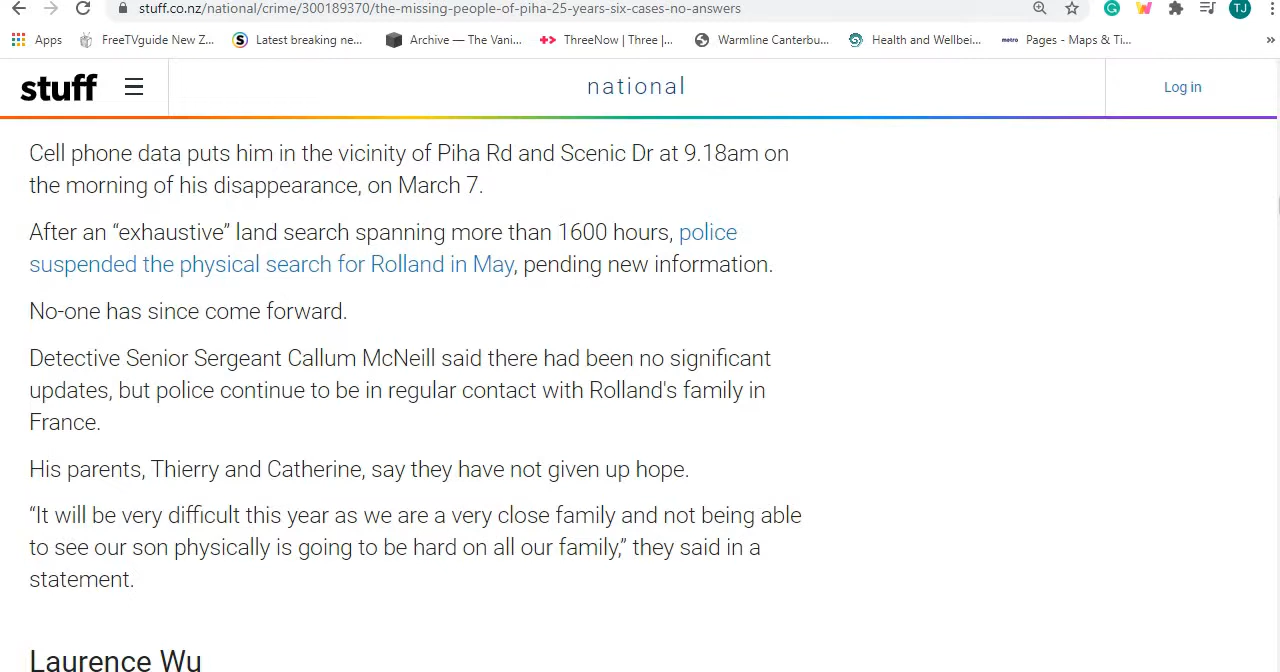 stuff.co.nz/national/crime/300189370/the-missing-people-of-piha-25-years-six-cases-no-answers
TJ
Apps FreeTVguide New Z... Latest breaking ne... Archive — The Vani... ThreeNow | Three |... Warmline Canterbu... Health and Wellbei... metro Pages - Maps & Ti... »
stuff national Log in
Cell phone data puts him in the vicinity of Piha Rd and Scenic Dr at 9.18am on
the morning of his disappearance, on March 7.
After an “exhaustive” land search spanning more than 1600 hours, police
suspended the physical search for Rolland in May, pending new information.
No-one has since come forward.
Detective Senior Sergeant Callum McNeill said there had been no significant
updates, but police continue to be in regular contact with Rolland's family in
France.
His parents, Thierry and Catherine, say they have not given up hope.
“It will be very difficult this year as we are a very close family and not being able
to see our son physically is going to be hard on all our family,” they said in a
statement.
Laurence Wu